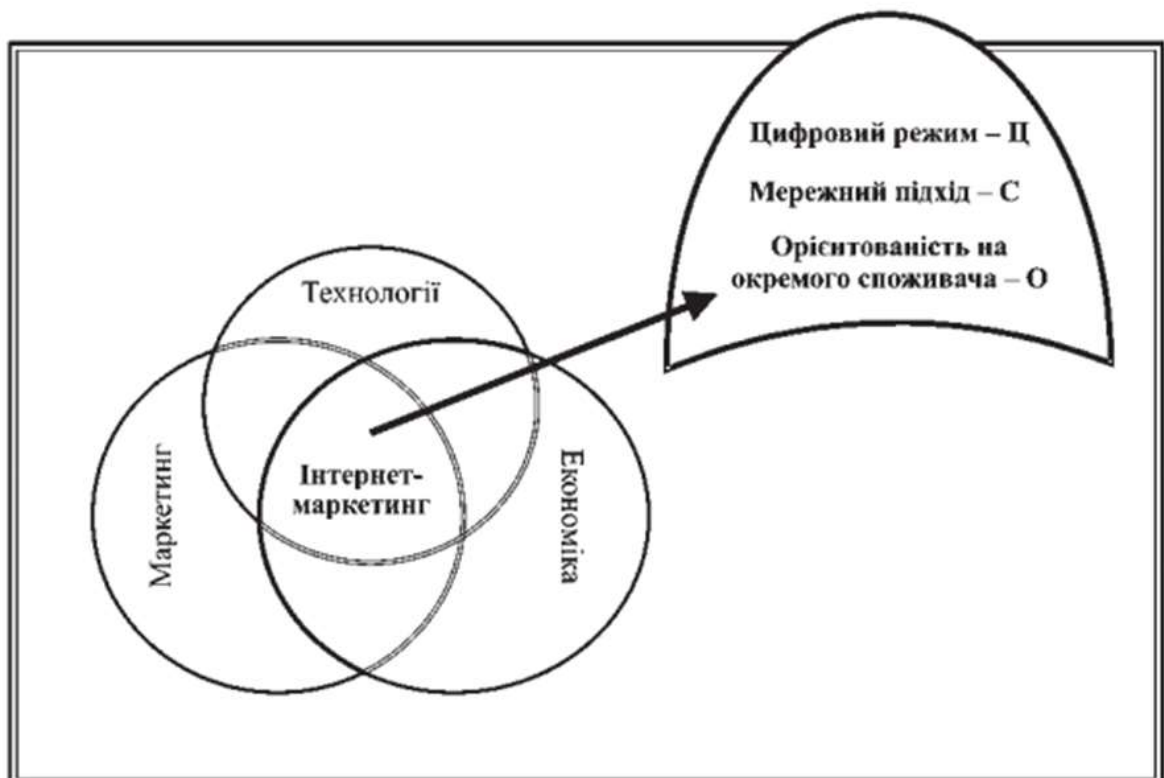 Цифровий режим – Ц
Мережний підхід – С
Орієнтованість на
окремого споживача – О
Технології
Маркетинг
Інтернет-
маркетинг
Економіка